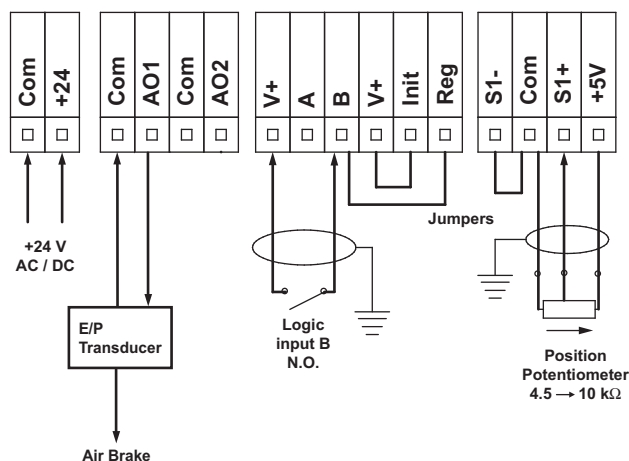 Com
+24
Com
AO1
Com
AO2
V+
A
B
V+
Init
Reg
S1-
Com
S1+
+5V
Jumpers
+24 V
AC / DC
E/P
Transducer
Logic
input B
N.O.
Position
Potentiometer
4.5 → 10 kΩ
Air Brake